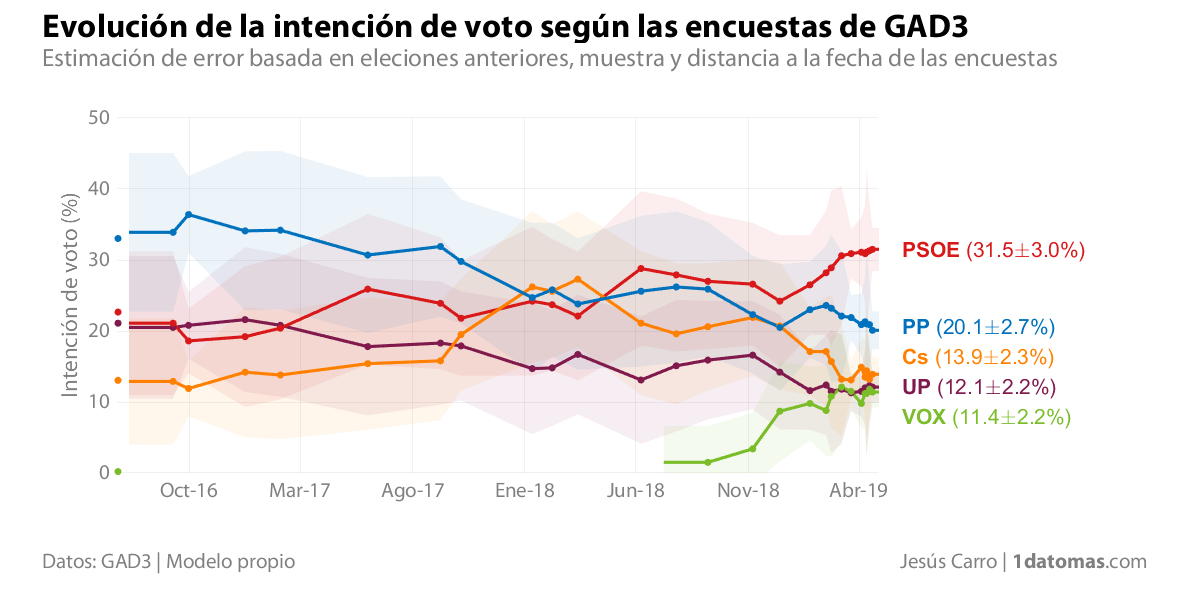 Evolución de la intención de voto según las encuestas de GAD3
Estimación de error basada en eleciones anteriores, muestra y distancia a la fecha de las encuestas
Intención de voto (%)
50
40
30
20
10
0
Oct-16
Mar-17
Ago-17
Ene-18
Jun-18
Nov-18
Abr-19
PSOE (31.5±3.0%)
PP (20.1±2.7%)
Cs (13.9±2.3%)
UP (12.1±2.2%)
VOX (11.4±2.2%)
Datos: GAD3 | Modelo propio
Jesús Carro | 1datomas.com